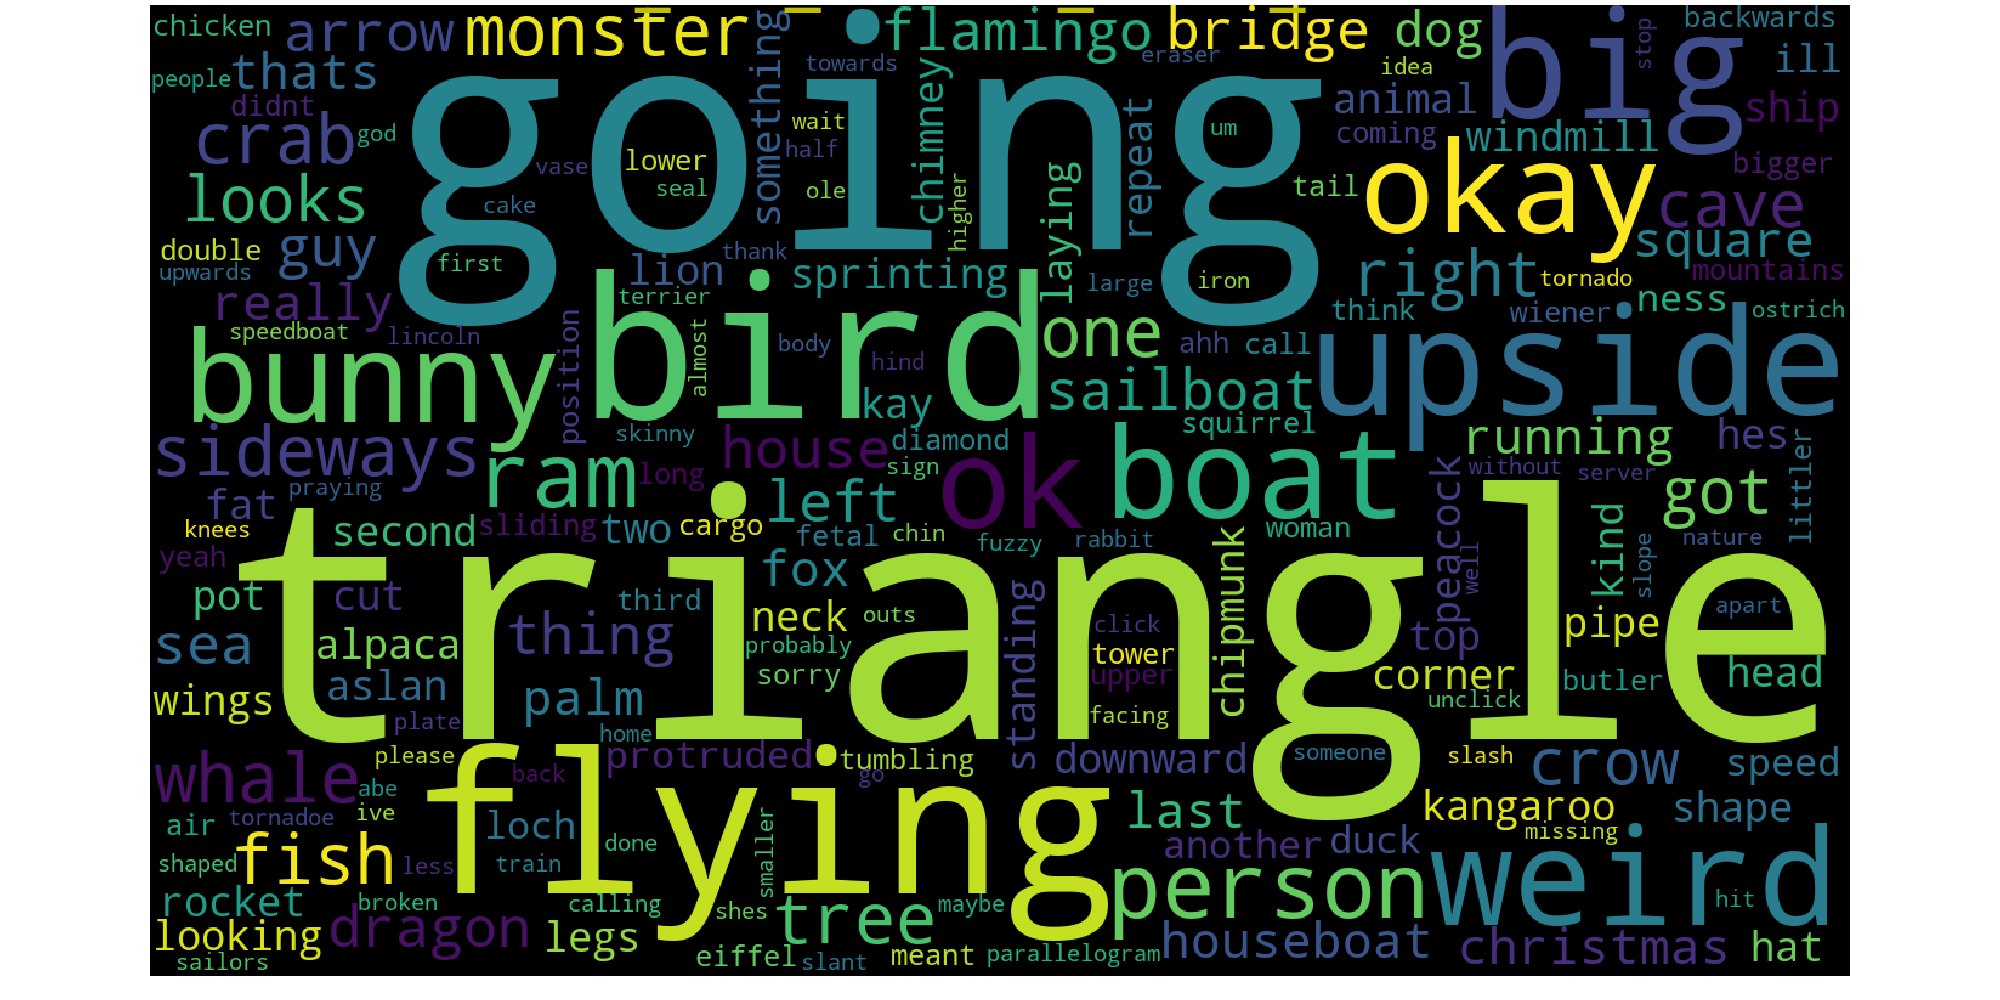 chicken
arrow
monster
something
flamingo
bridge
dog
big
stop
backwards
people
thats
towards
eraser
idea
ill
didnt
going
chimney
animal
ship
crab
god
wait
repeat
um
coming
windmill
vase
lower
half
okay
bigger
looks
seal
ole
higher
laying
tail
cave
cake
double
guy
first
thank
square
upwards
lion
sprinting
large
iron
right
tornado
mountains
really
terrier
bird
one
think
wiener
ness
ostrich
speedboat
lincoln
position
almost
body
hind
ahh
call
upside
bunny
kay
sailboat
sideways
skinny
house
diamond
squirrel
boat
running
hes
ram
long
sign
ok
without
server
littler
fat
praying
left
peacock
got
knees
second
sliding
two
cargo
chin
fetal
fuzzy
rabbit
woman
chipmunk
well
kind
slope
nature
yeah
triangle
fox
pot
cut
third
neck
outs
standing
click
top
pipe
apart
sea
alpaca
thing
probably
tower
corner
head
wings
aslan
palm
sorry
upper
unclick
butler
plate
home
facing
whale
please
flying
protruded
tumbling
downward
someone
slash
crow
speed
abe
back
go
air
tornadoe
ive
loch
done
smaller
last
kangaroo
shape
missing
shaped
fish
less
train
another
duck
weird
rocket
broken
calling
shes
tree
maybe
person
hit
looking
dragon
legs
sailors
eiffel
slant
meant
parallelogram
houseboat
christmas
hat